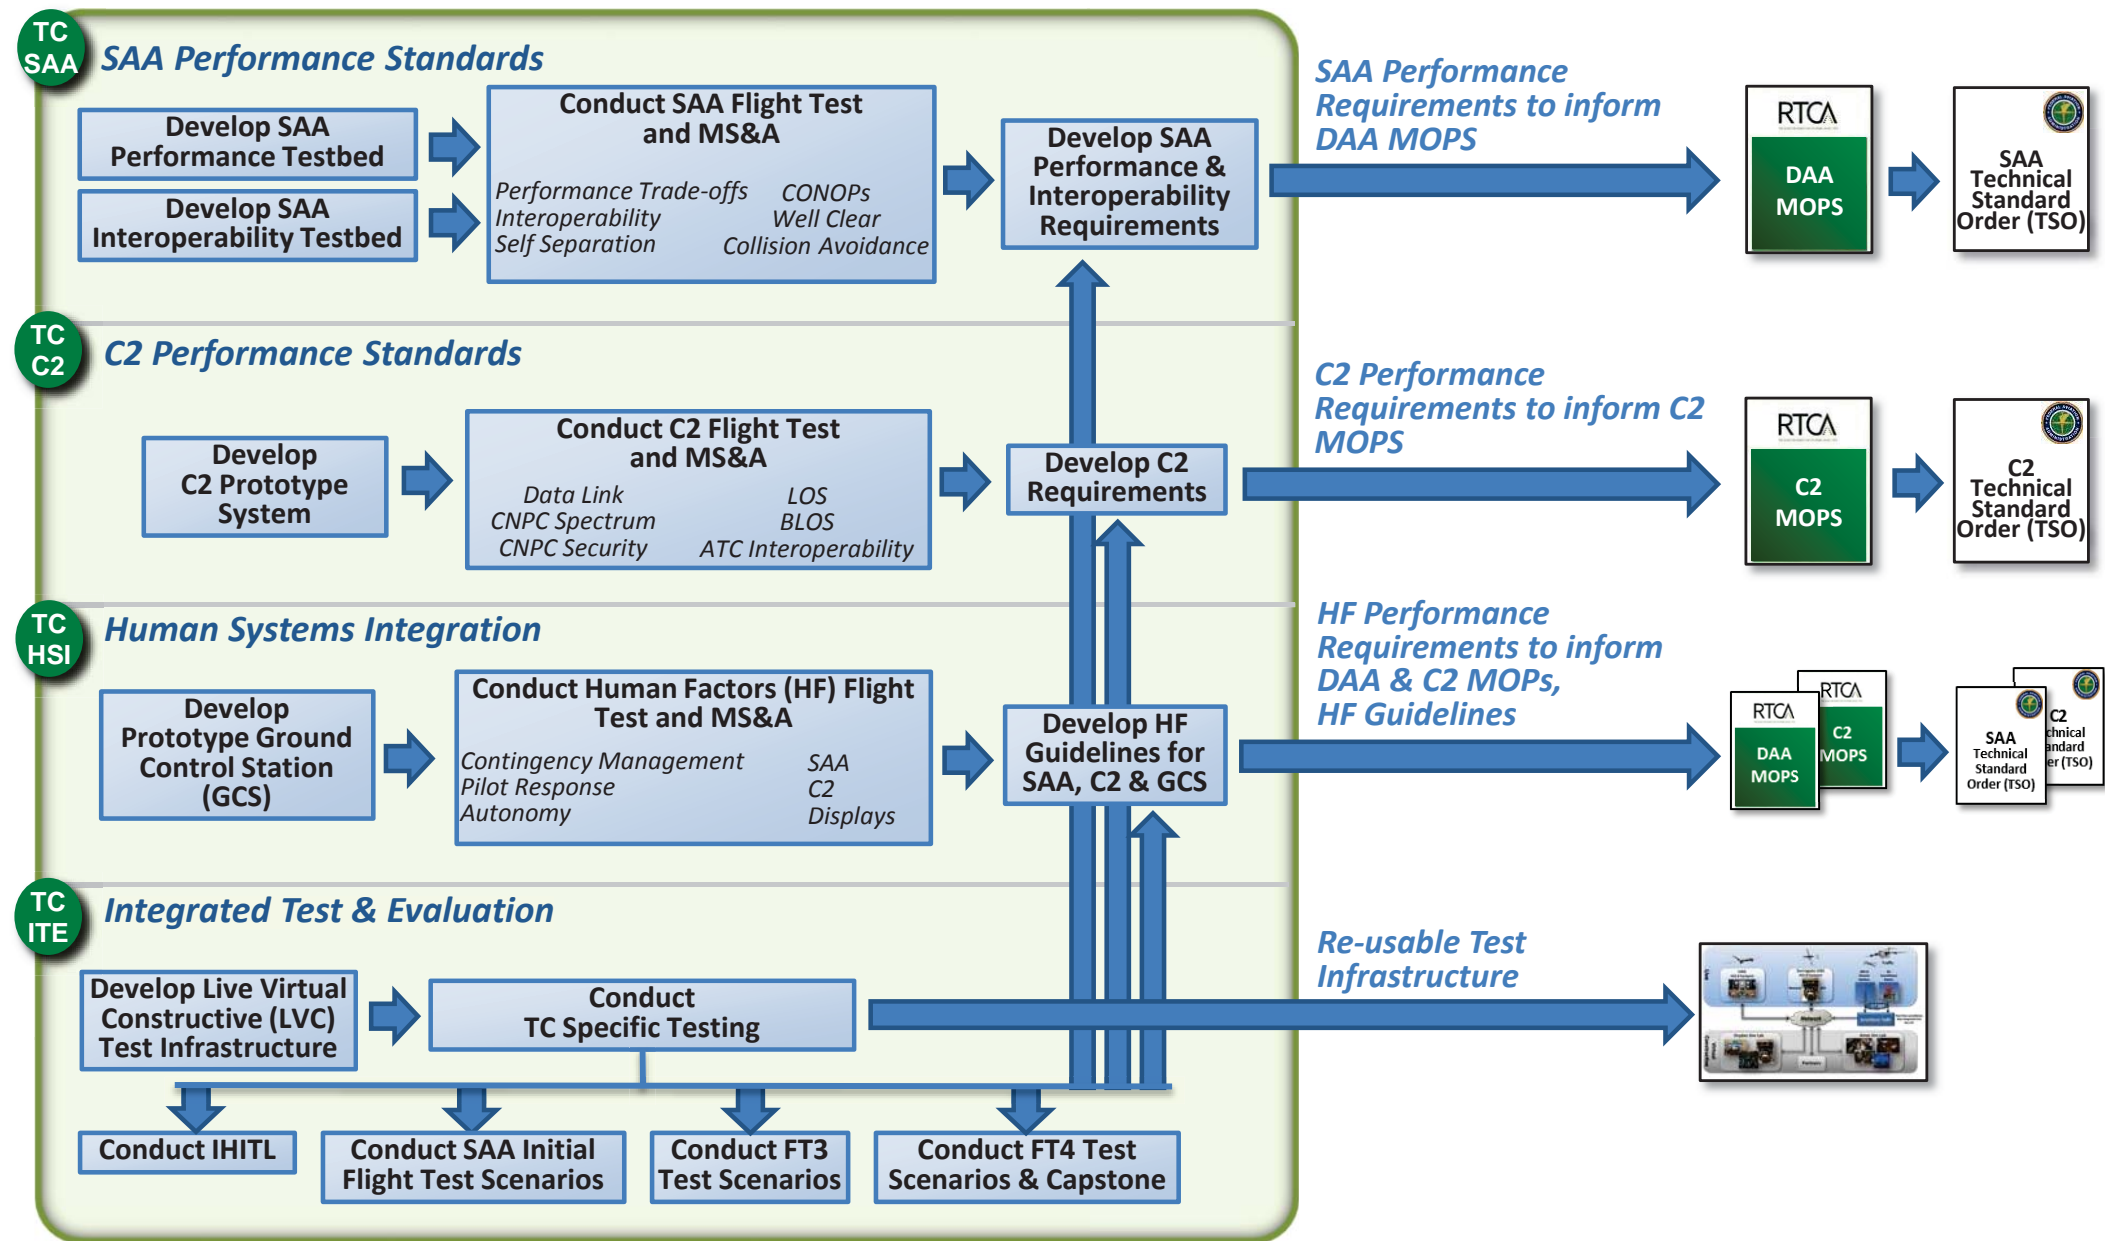 TC
SAA
SAA Performance Standards
Develop SAA
Performance Testbed
Develop SAA
Interoperability Testbed
Conduct SAA Flight Test
and MS&A
Performance Trade-offs
Interoperability
Self Separation
CONOPs
Well Clear
Collision Avoidance
Develop SAA
Performance &
Interoperability
Requirements
SAA Performance
Requirements to inform
DAA MOPS
RTCA
DAA
MOPS
SAA
Technical
Standard
Order (TSO)
TC
C2
C2 Performance Standards
Develop
C2 Prototype
System
Conduct C2 Flight Test
and MS&A
Data Link
CNPC Spectrum
CNPC Security
LOS
BLOS
ATC Interoperability
Develop C2
Requirements
C2 Performance
Requirements to inform C2
MOPS
RTCA
C2
MOPS
C2
Technical
Standard
Order (TSO)
TC
HSI
Human Systems Integration
Develop
Prototype Ground
Control Station
(GCS)
Conduct Human Factors (HF) Flight
Test and MS&A
Contingency Management
Pilot Response
Autonomy
SAA
C2
Displays
Develop HF
Guidelines for
SAA, C2 & GCS
HF Performance
Requirements to inform
DAA & C2 MOPs,
HF Guidelines
RTCA
DAA
MOPS
RTCA
C2
MOPS
SAA
Technical
Standard
Order (TSO)
C2
chnical
andard
er (TSO)
TC
ITE
Integrated Test & Evaluation
Develop Live Virtual
Constructive (LVC)
Test Infrastructure
Conduct
TC Specific Testing
Re-usable Test
Infrastructure
Conduct IHITL
Conduct SAA Initial
Flight Test Scenarios
Conduct FT3
Test Scenarios
Conduct FT4 Test
Scenarios & Capstone